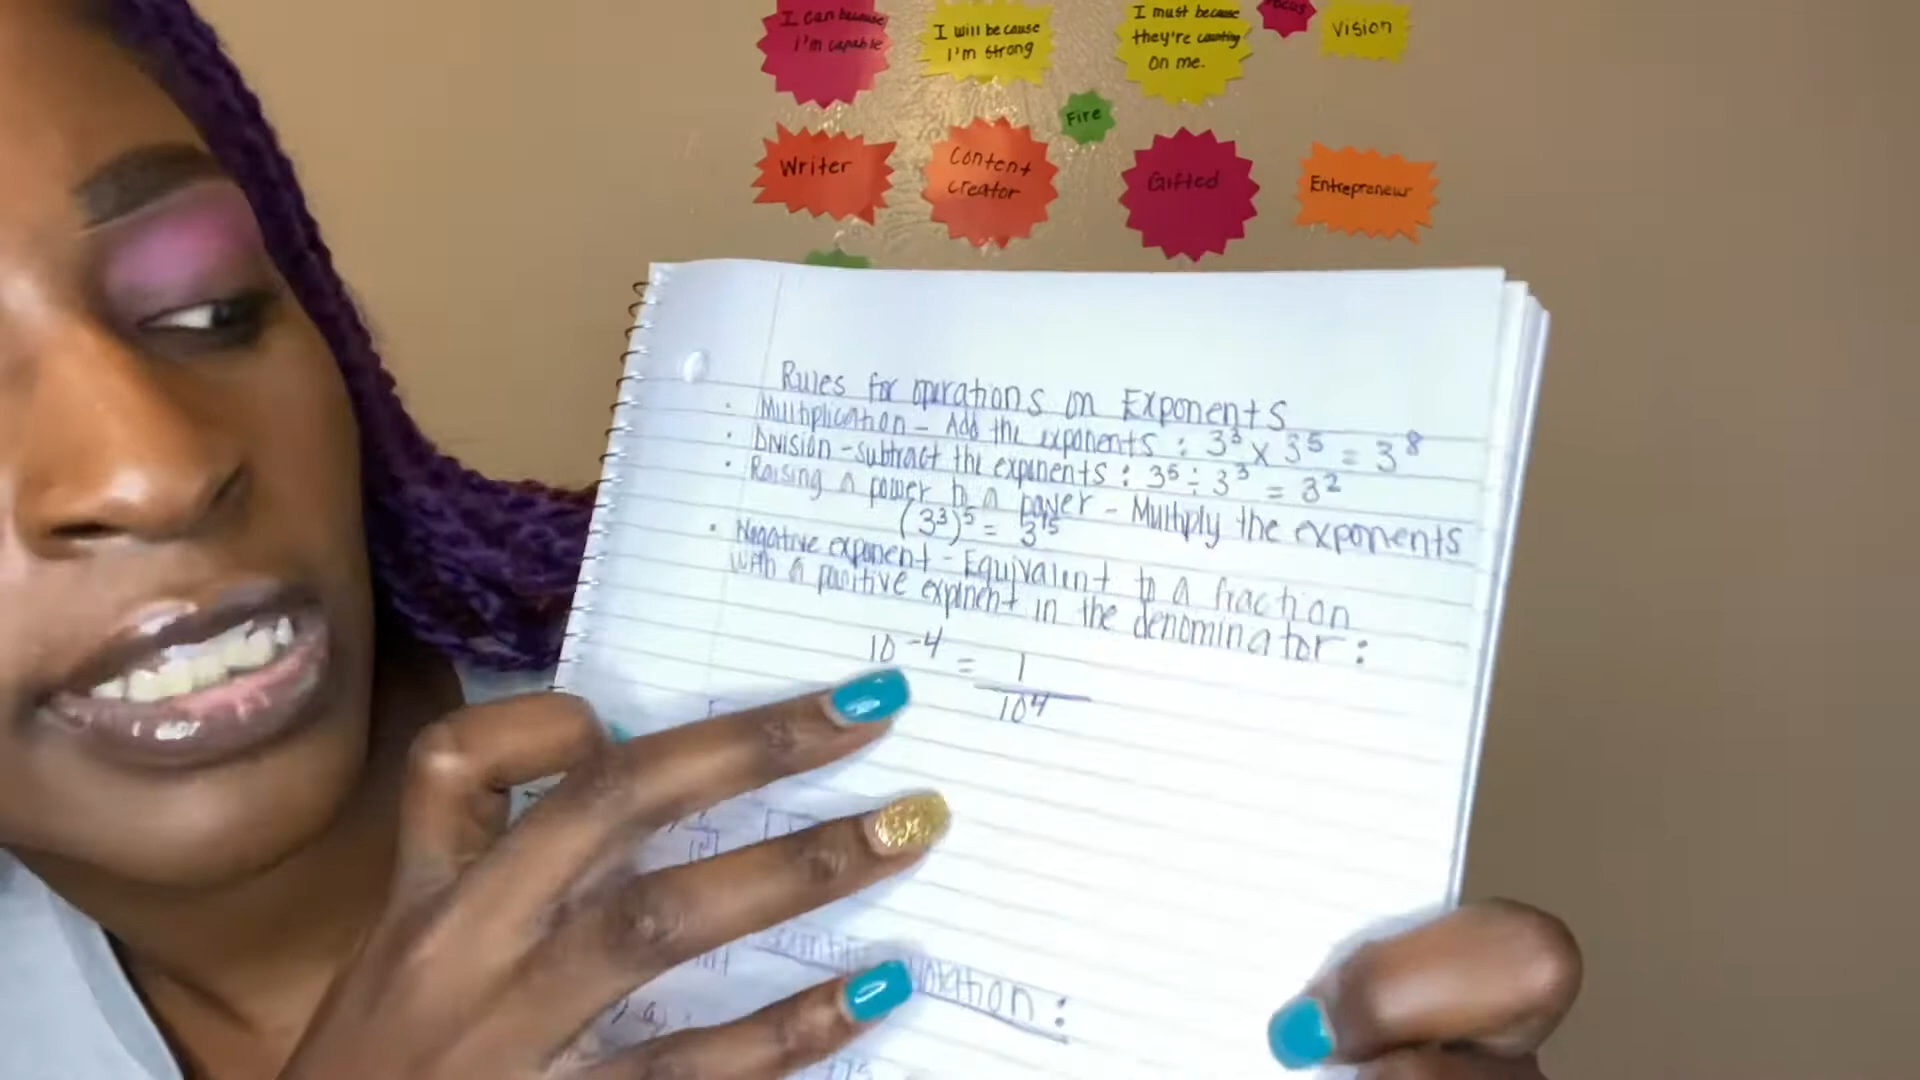 I can because
I'm capable
I will because
I'm strong
I must because
they're counting
on me.
Focus
Vision
Fire
Writer
Content
creator
Gifted
Entrepreneur
Rules for operations on Exponents
• Multiplication - Add the exponents : 3³ x 3⁵ = 3⁸
• Division - subtract the exponents : 3⁵ ÷ 3³ = 3²
• Raising a power to a power - Multiply the exponents
(3³)⁵ = 3¹⁵
• Negative exponent - Equivalent to a fraction
with a positive exponent in the denominator :
10⁻⁴ = 1
10⁴
notation :